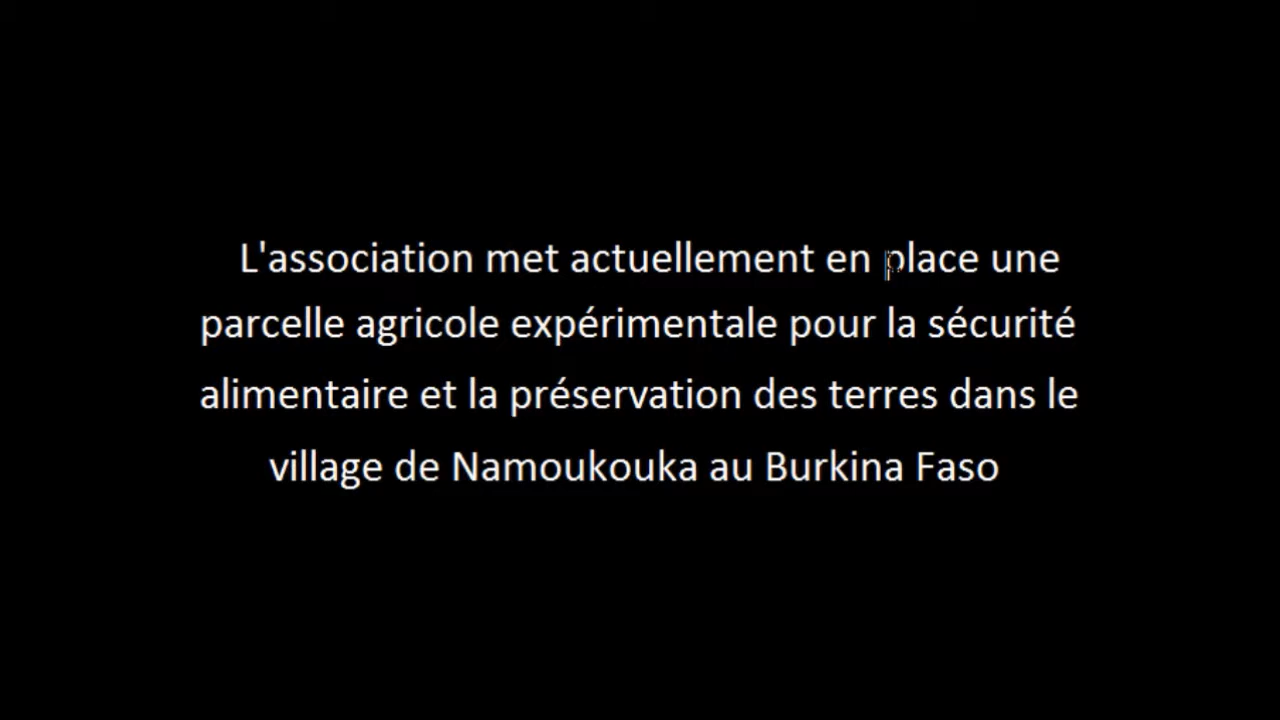 L'association met actuellement en place une
parcelle agricole expérimentale pour la sécurité
alimentaire et la préservation des terres dans le
village de Namoukouka au Burkina Faso